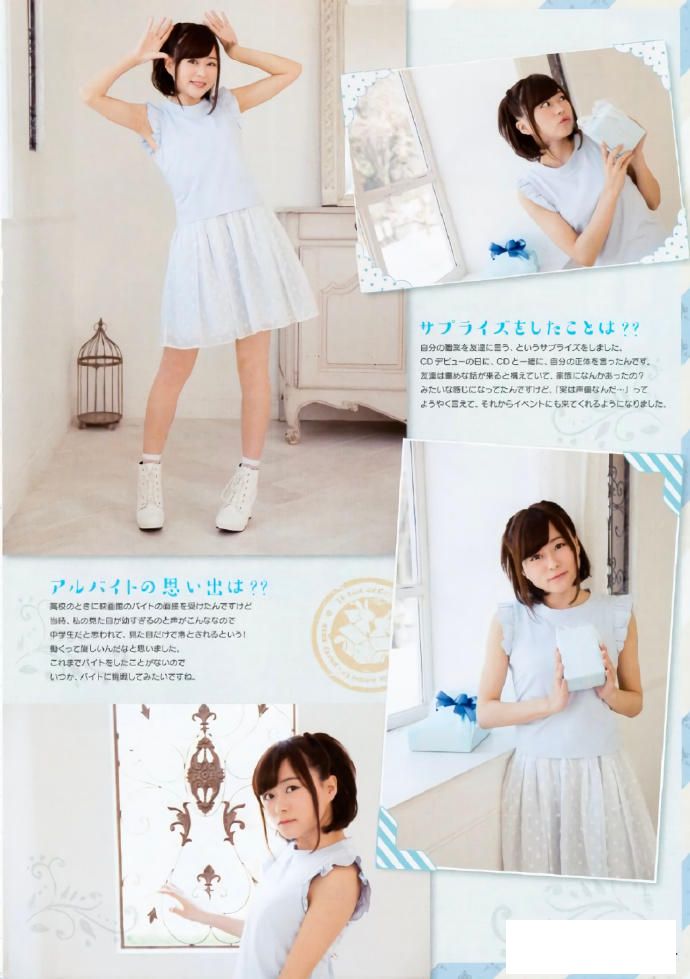 サプライズをしたことは??
自分の職業を友達に言う、というサプライズをしました。
CDデビューの日に、CDと一緒に、自分の正体を言ったんです。
友達は重めな話が来ると構えていて、家族になんかあったの?
みたいな感じになってたんですけど、「実は声優なんだ…」って
ようやく言えて、それからイベントにも来てくれるようになりました。
アルバイトの思い出は??
高校のときに映画館のバイトの面接を受けたんですけど
当時、私の見た目が幼すぎるのと声がこんななので
中学生だと思われて、見た目だけで落とされるという!
働くって厳しいんだなと思いました。
これまでバイトをしたことがないので
いつか、バイトに挑戦してみたいですね。